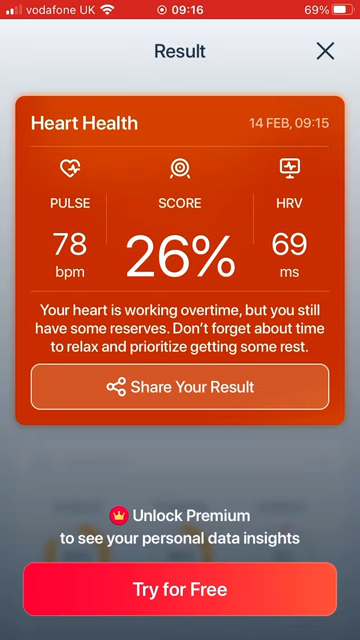 vodafone UK 09:16 69%
Result
Heart Health 14 FEB, 09:15
PULSE SCORE HRV
78 26% 69
bpm ms
Your heart is working overtime, but you still
have some reserves. Don't forget about time
to relax and prioritize getting some rest.
Share Your Result
Unlock Premium
to see your personal data insights
Try for Free